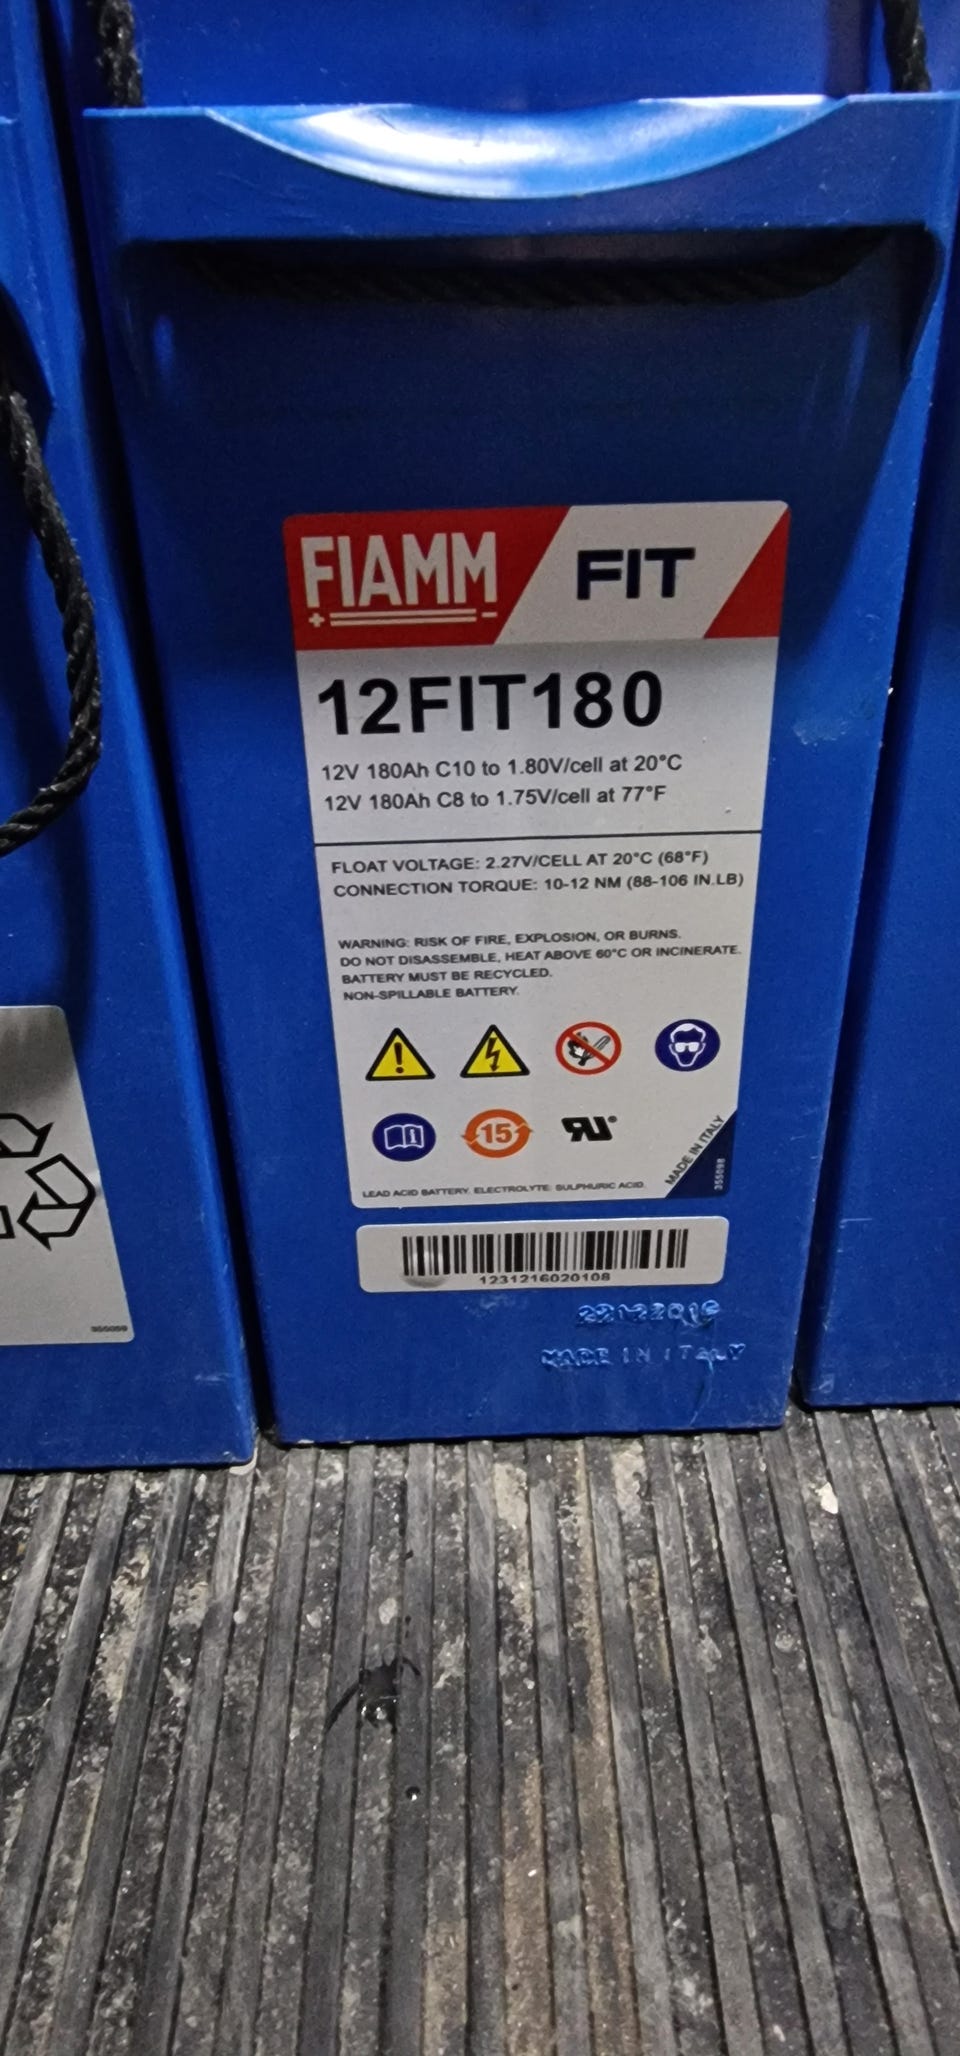 FIAMM
FIT
12FIT180
12V 180Ah C10 to 1.80V/cell at 20°C
12V 180Ah C8 to 1.75V/cell at 77°F
FLOAT VOLTAGE: 2.27V/CELL AT 20°C (68°F)
CONNECTION TORQUE: 10-12 NM (88-106 IN.LB)
WARNING: RISK OF FIRE, EXPLOSION, OR BURNS.
DO NOT DISASSEMBLE, HEAT ABOVE 60°C OR INCINERATE.
BATTERY MUST BE RECYCLED.
NON-SPILLABLE BATTERY.
15
MADE IN ITALY
355098
LEAD ACID BATTERY. ELECTROLYTE: SULPHURIC ACID.
1231216020108
MADE IN ITALY